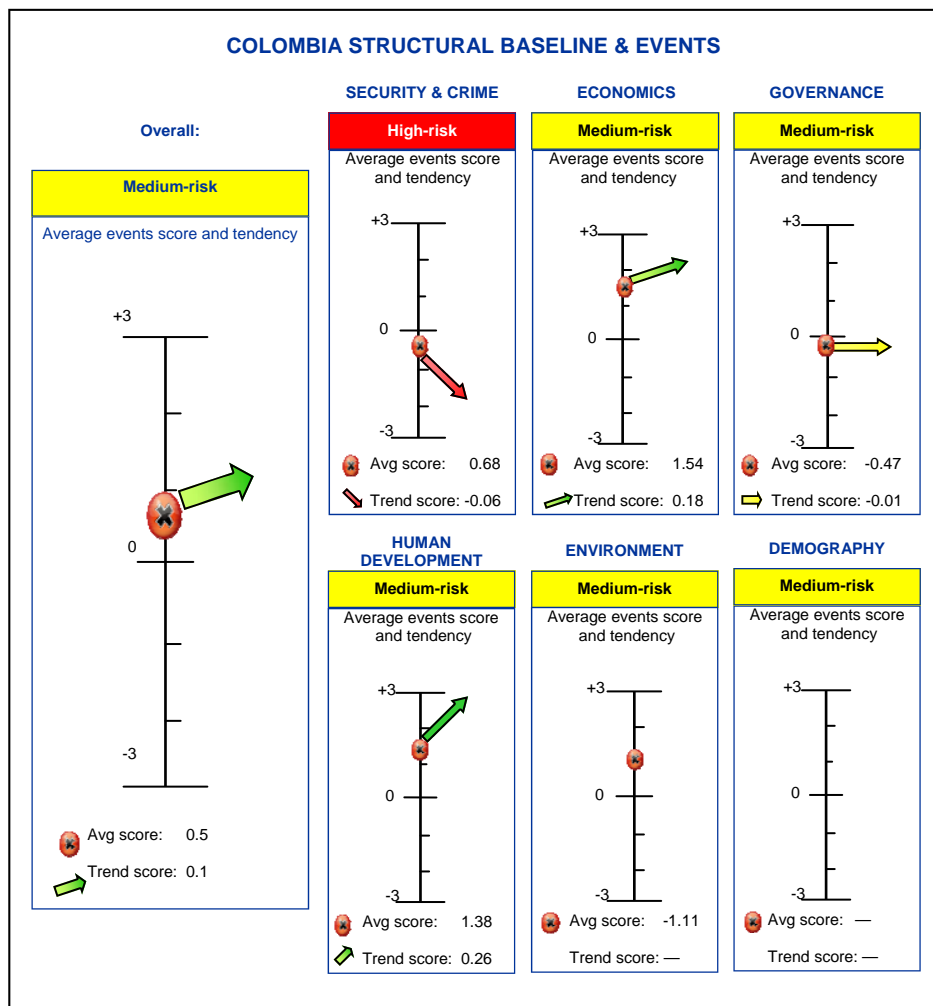 COLOMBIA STRUCTURAL BASELINE & EVENTS
Overall:
Medium-risk
Average events score and tendency
+3
0
-3
Avg score: 0.5
Trend score: 0.1
SECURITY & CRIME
High-risk
Average events score
and tendency
+3
0
-3
Avg score: 0.68
Trend score: -0.06
ECONOMICS
Medium-risk
Average events score
and tendency
+3
0
-3
Avg score: 1.54
Trend score: 0.18
GOVERNANCE
Medium-risk
Average events score
and tendency
+3
0
-3
Avg score: -0.47
Trend score: -0.01
HUMAN
DEVELOPMENT
Medium-risk
Average events score
and tendency
+3
0
-3
Avg score: 1.38
Trend score: 0.26
ENVIRONMENT
Medium-risk
Average events score
and tendency
+3
0
-3
Avg score: -1.11
Trend score: —
DEMOGRAPHY
Medium-risk
Average events score
and tendency
+3
0
-3
Avg score: —
Trend score: —